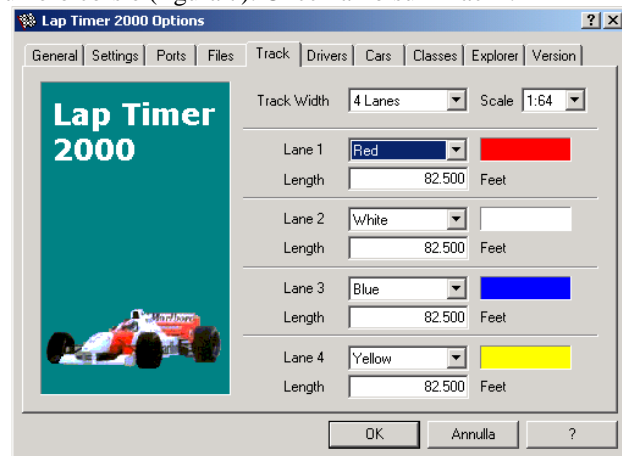 Lap Timer 2000 Options
General Settings Ports Files Track Drivers Cars Classes Explorer Version
Lap Timer
2000
Marlboro
Track Width 4 Lanes Scale 1:64
Lane 1 Red
Length 82.500 Feet
Lane 2 White
Length 82.500 Feet
Lane 3 Blue
Length 82.500 Feet
Lane 4 Yellow
Length 82.500 Feet
OK Annulla ?